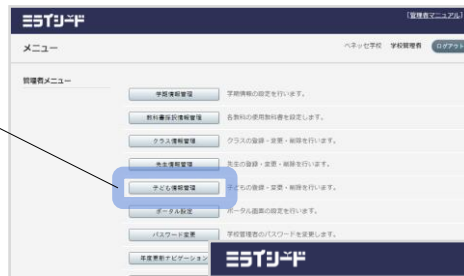 ミライシード
[管理者マニュアル]
メニュー
ベネッセ学校 学校管理者 ログアウト
管理者メニュー
学期情報管理 学期情報の設定を行います。
教科書採択情報管理 各教科の使用教科書を設定します。
クラス情報管理 クラスの登録・変更・削除を行います。
先生情報管理 先生の登録・変更・削除を行います。
子ども情報管理 子どもの登録・変更・削除を行います。
ポータル設定 ポータル画面の設定を行います。
パスワード変更 学校管理者のパスワードを変更します。
年度更新ナビゲーション
ミライシード